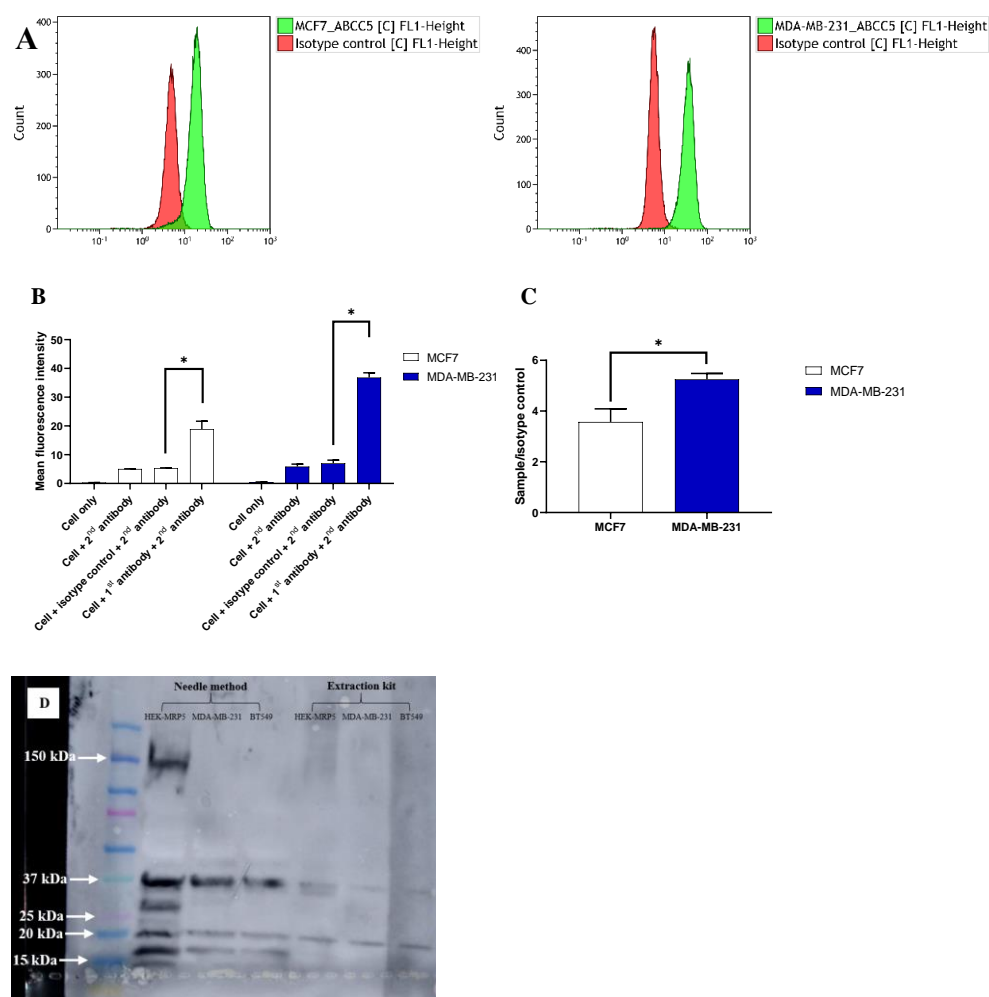 A
MCF7_ABCC5 [C] FL1-Height
Isotype control [C] FL1-Height
Count
400
300
200
100
0
10-1 100 101 102 103
MDA-MB-231_ABCC5 [C] FL1-Height
Isotype control [C] FL1-Height
Count
400
300
200
100
0
10-1 100 101 102 103
B
Mean fluorescence intensity
50
40
30
20
10
0
*
*
MCF7
MDA-MB-231
Cell only
Cell + 2nd antibody
Cell + isotype control + 2nd antibody
Cell + 1st antibody + 2nd antibody
Cell only
Cell + 2nd antibody
Cell + isotype control + 2nd antibody
Cell + 1st antibody + 2nd antibody
C
Sample/isotype control
6
4
2
0
*
MCF7 MDA-MB-231
MCF7
MDA-MB-231
D
Needle method Extraction kit
HEK-MRP5 MDA-MB-231 BT549 HEK-MRP5 MDA-MB-231 BT549
150 kDa
37 kDa
25 kDa
20 kDa
15 kDa